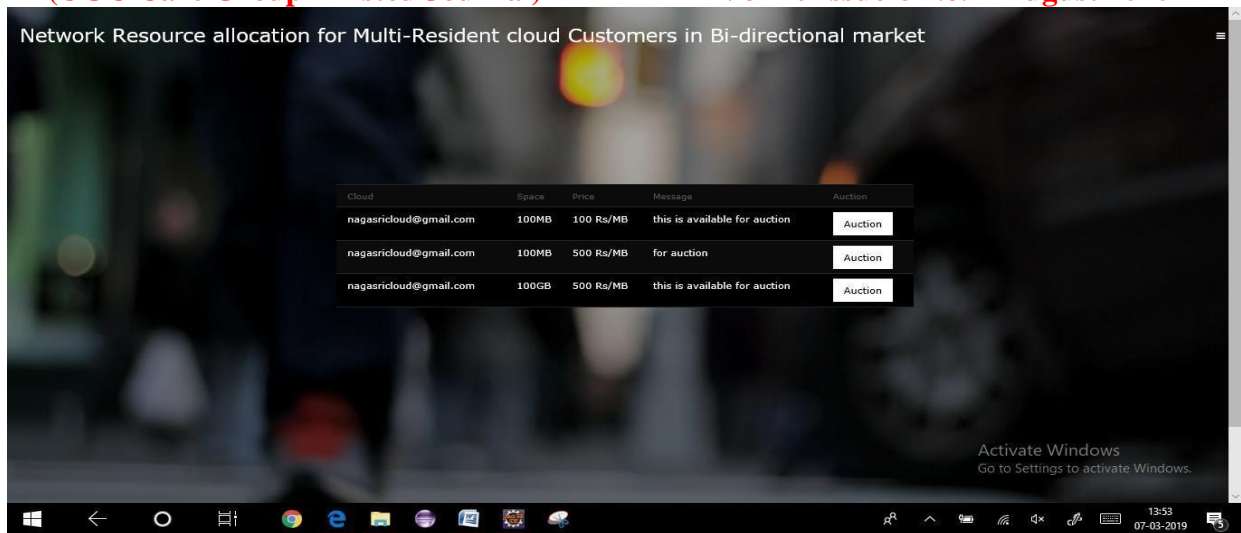 Network Resource allocation for Multi-Resident cloud Customers in Bi-directional market
Cloud Space Price Message Auction
nagasricloud@gmail.com 100MB 100 Rs/MB this is available for auction Auction
nagasricloud@gmail.com 100MB 500 Rs/MB for auction Auction
nagasricloud@gmail.com 100GB 500 Rs/MB this is available for auction Auction
Activate Windows
Go to Settings to activate Windows.
13:53
07-03-2019
5